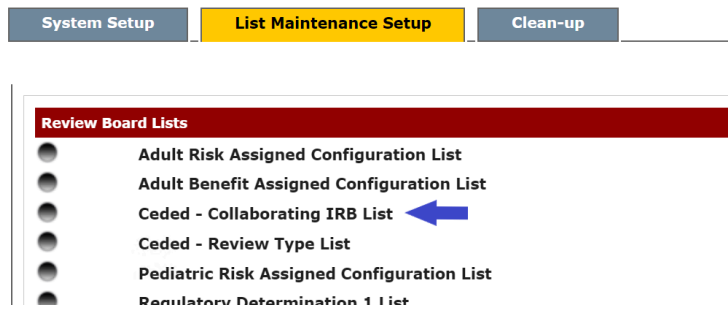 System Setup
List Maintenance Setup
Clean-up
Review Board Lists
Adult Risk Assigned Configuration List
Adult Benefit Assigned Configuration List
Ceded - Collaborating IRB List
Ceded - Review Type List
Pediatric Risk Assigned Configuration List
Regulatory Determination 1 List